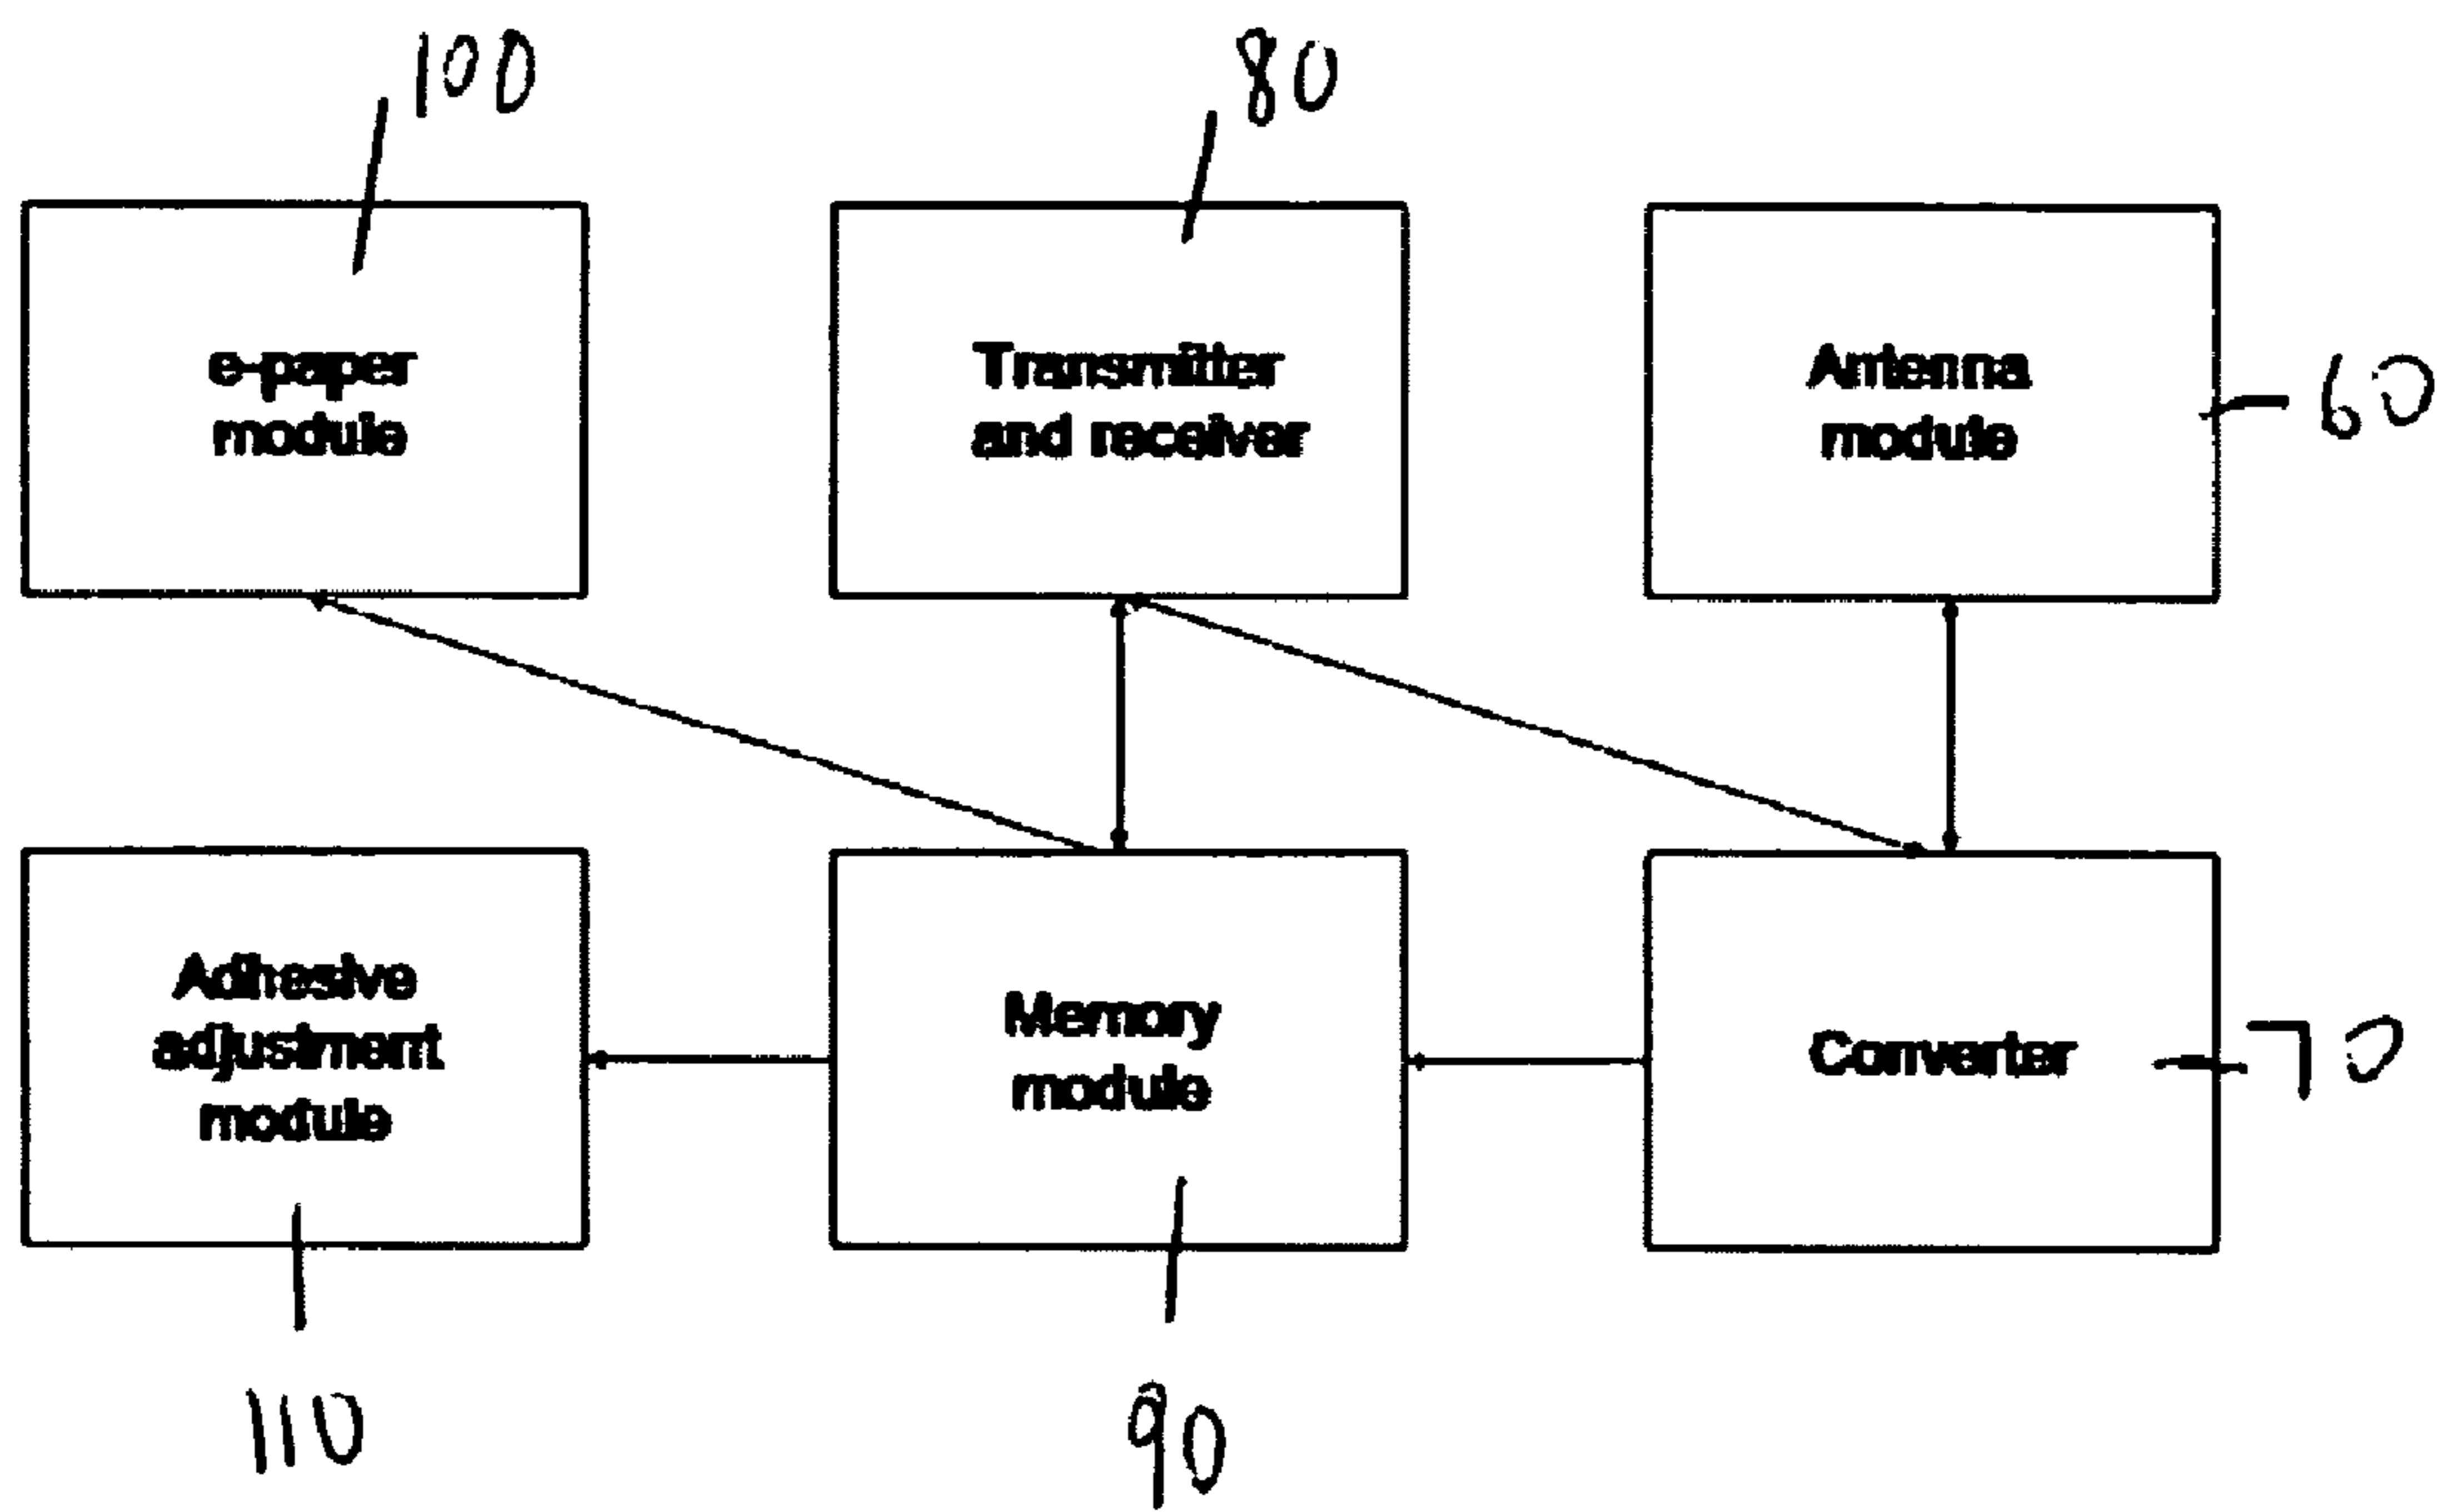 100
80
e-paper
module
Transmitter
and receiver
Antenna
module
60
Adhesive
adjustment
module
Memory
module
Converter
70
110
90